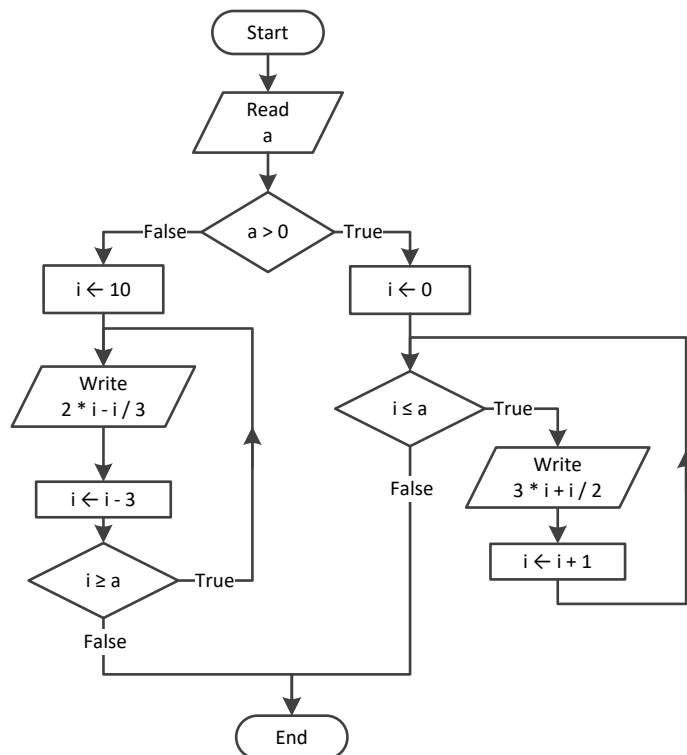 Start
Read
a
a > 0
False
True
i ← 10
i ← 0
Write
2 * i - i / 3
i ≤ a
True
Write
3 * i + i / 2
i ← i - 3
False
i ← i + 1
i ≥ a
True
False
End